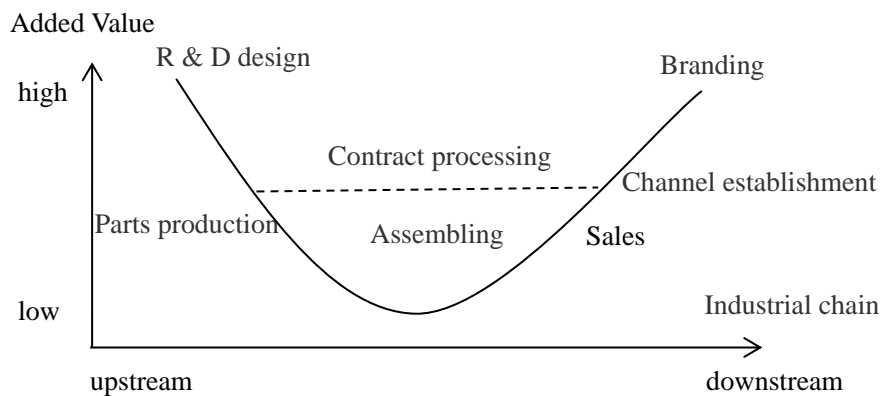 Added Value
R & D design
Branding
high
Contract processing
Channel establishment
Parts production
Assembling
Sales
low
Industrial chain
upstream
downstream